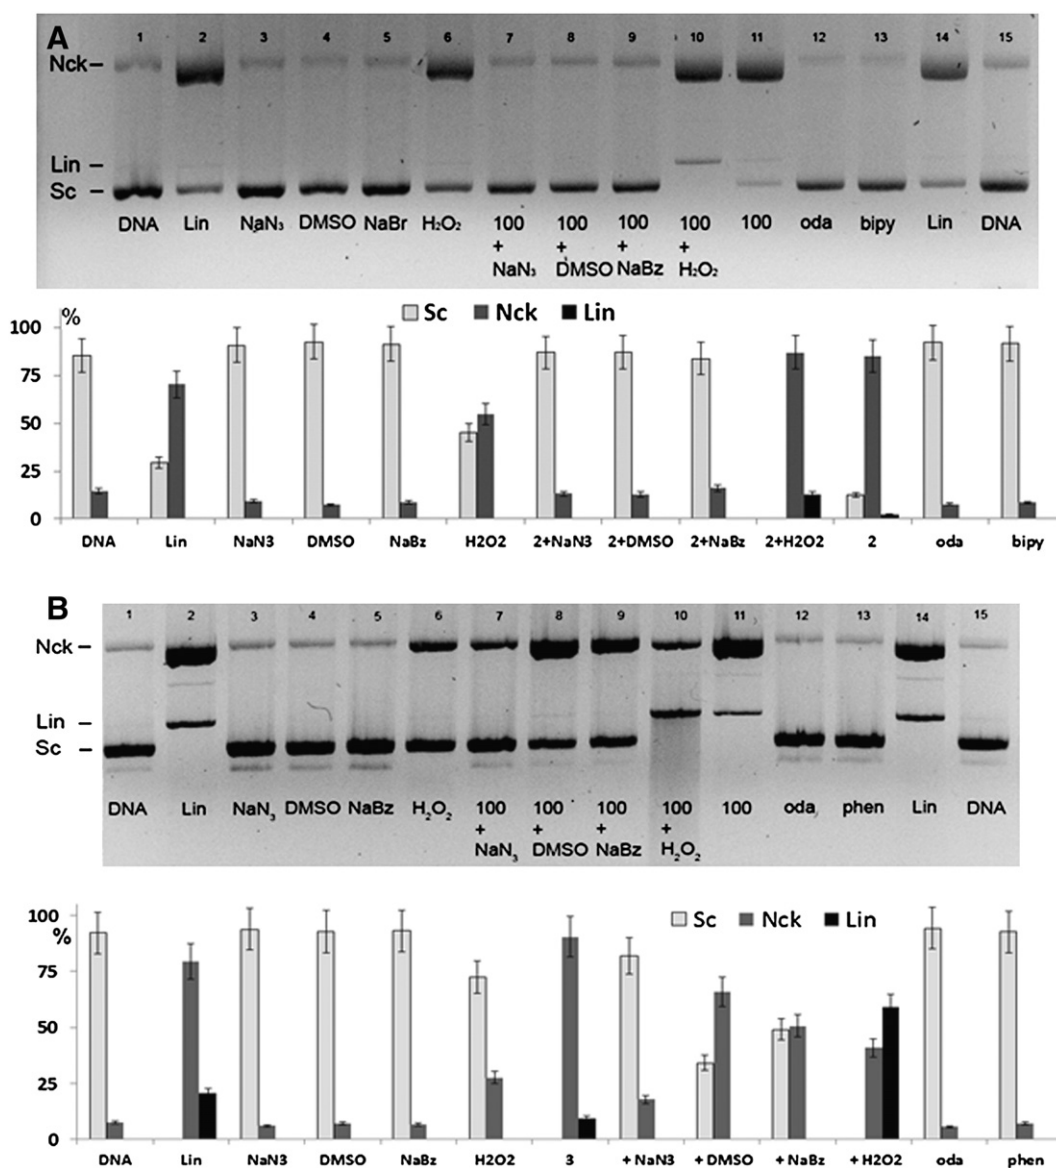 A
1 2 3 4 5 6 7 8 9 10 11 12 13 14 15
Nck
Lin
Sc
DNA Lin NaN₃ DMSO NaBr H₂O₂ 100 100 100 100 100 oda bipy Lin DNA
+ + + +
NaN₃ DMSO NaBz H₂O₂
% Sc Nck Lin
100
75
50
25
0
DNA Lin NaN3 DMSO NaBz H2O2 2+NaN3 2+DMSO 2+NaBz 2+H2O2 2 oda bipy
B
1 2 3 4 5 6 7 8 9 10 11 12 13 14 15
Nck
Lin
Sc
DNA Lin NaN₃ DMSO NaBz H₂O₂ 100 100 100 100 100 oda phen Lin DNA
+ + + +
NaN₃ DMSO NaBz H₂O₂
100 Sc Nck Lin
%
75
50
25
0
DNA Lin NaN3 DMSO NaBz H2O2 3 + NaN3 + DMSO + NaBz + H2O2 oda phen